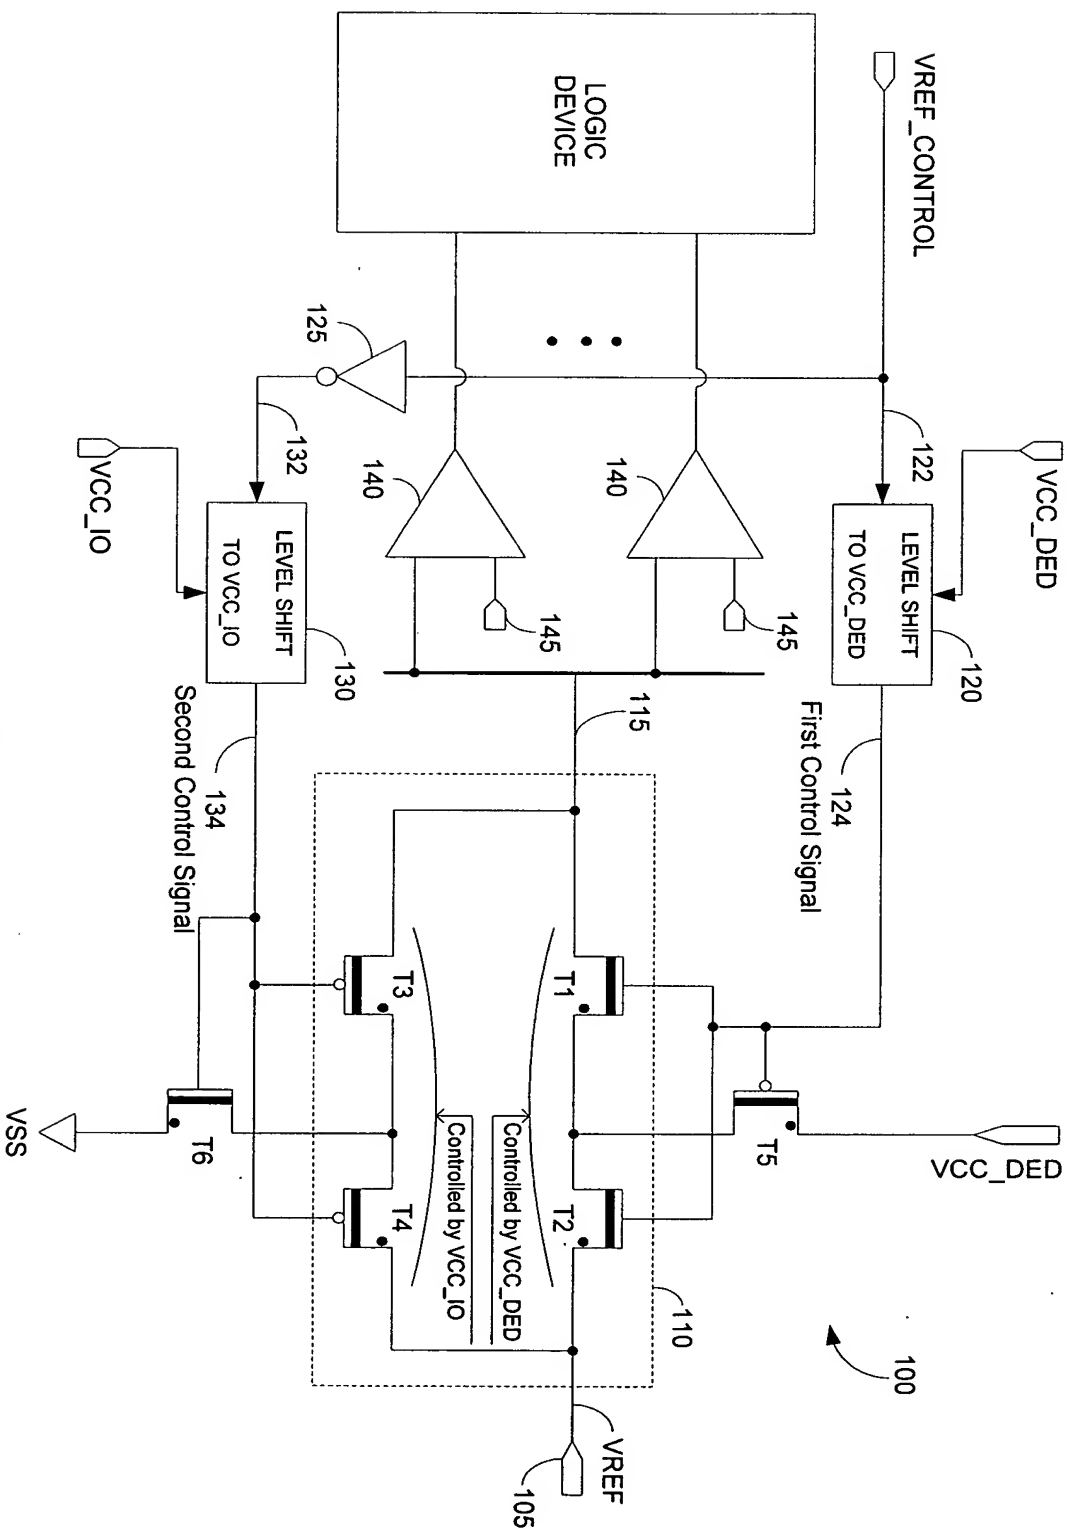 VREF_CONTROL
LOGIC
DEVICE
125
122
132
VCC_DED
VCC_IO
140
140
LEVEL SHIFT
TO VCC_DED
120
LEVEL SHIFT
TO VCC_IO
130
145
145
115
First Control Signal
124
Second Control Signal
134
T1
T3
T5
T6
T2
T4
Controlled by VCC_DED
Controlled by VCC_IO
VCC_DED
VSS
110
100
VREF
105